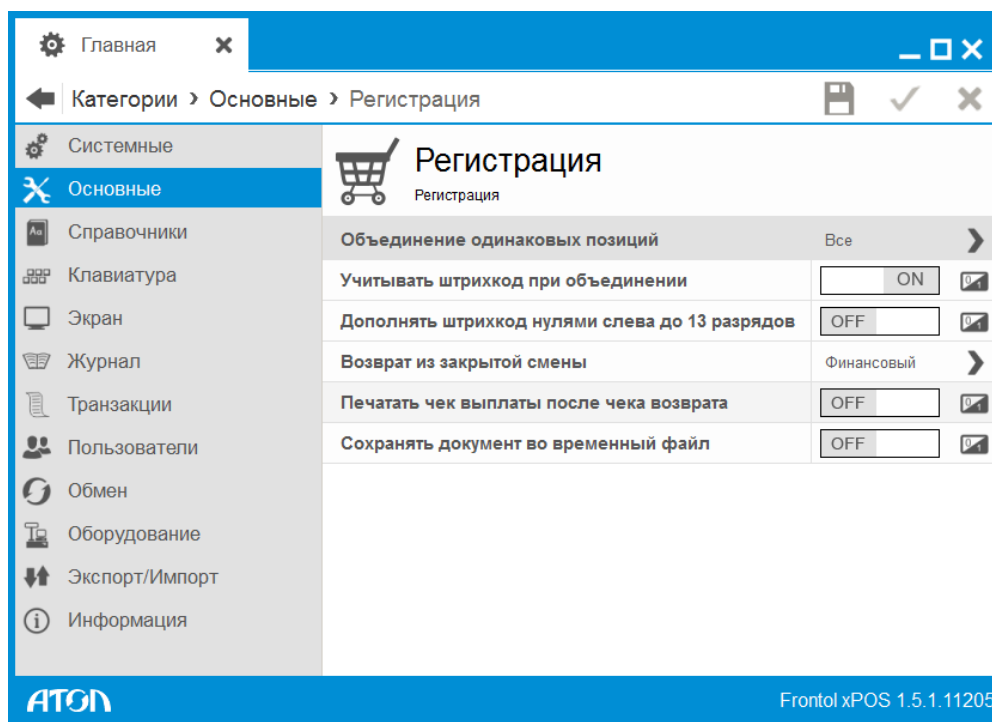 Главная
Категории › Основные › Регистрация
Системные
Основные
Справочники
Клавиатура
Экран
Журнал
Транзакции
Пользователи
Обмен
Оборудование
Экспорт/Импорт
Информация
Регистрация
Регистрация
Объединение одинаковых позиций Все
Учитывать штрихкод при объединении ON
Дополнять штрихкод нулями слева до 13 разрядов OFF
Возврат из закрытой смены Финансовый
Печатать чек выплаты после чека возврата OFF
Сохранять документ во временный файл OFF
АТОЛ
Frontol xPOS 1.5.1.11205